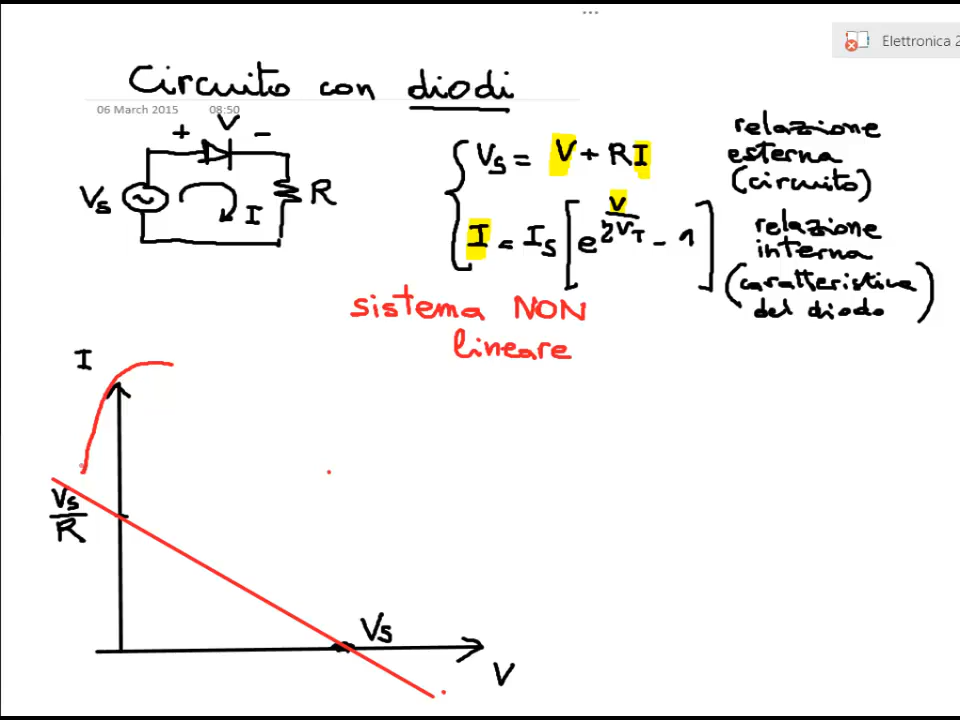 Elettronica 2
Circuito con diodi
06 March 2015 08:50
+ V -
Vs
R
I
Vs = V + RI
I = Is [e^(V/2VT) - 1]
relazione
esterna
(circuito)
relazione
interna
(caratteristica
del diodo)
sistema NON
lineare
I
Vs/R
Vs
V